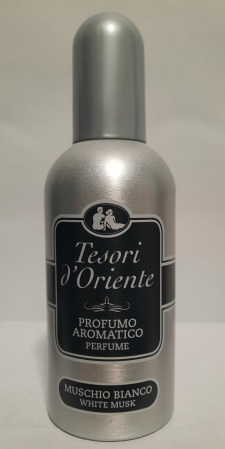 Tesori
d'Oriente
PROFUMO
AROMATICO
PERFUME
MUSCHIO BIANCO
WHITE MUSK